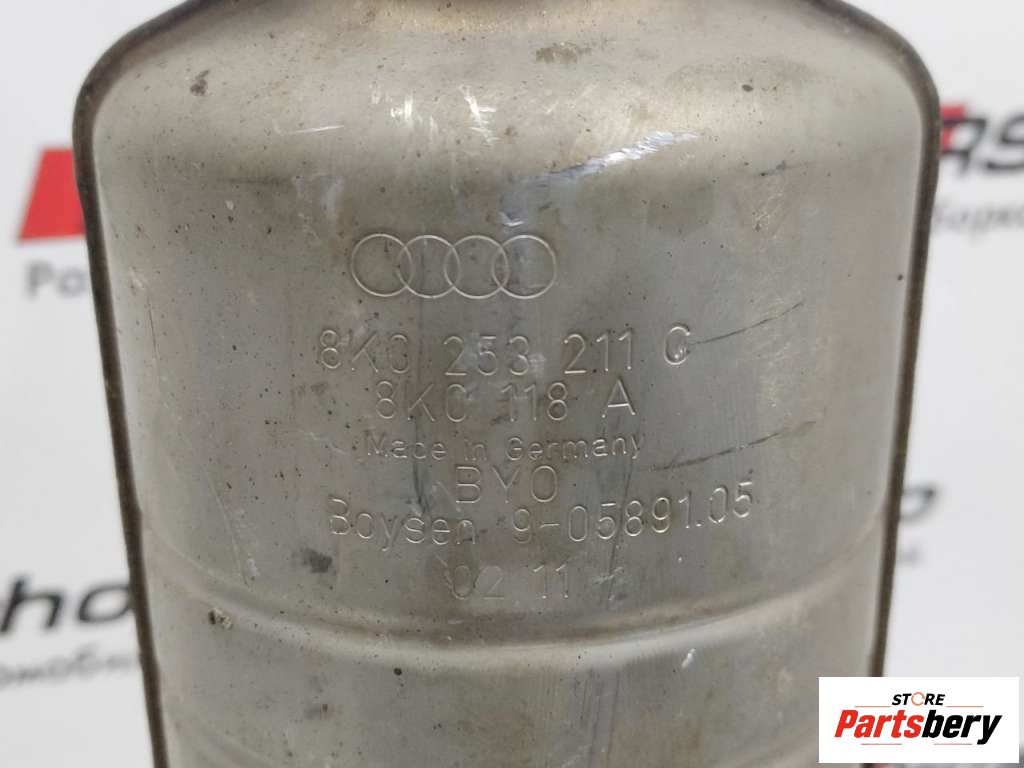 8K0 253 211 C
8K0 118 A
Made in Germany
BYO
Boysen 9-05891.05
02 11
STORE
Partsbery